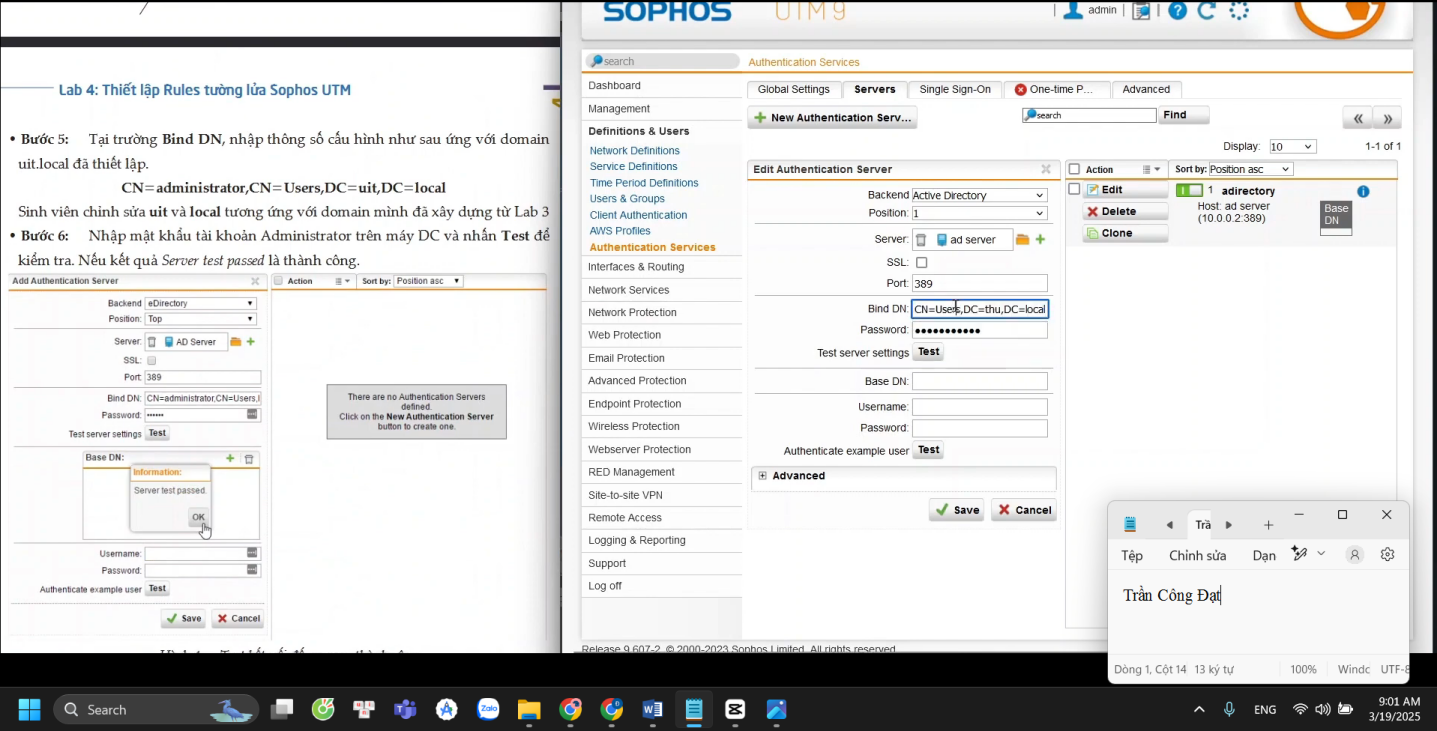 Lab 4: Thiết lập Rules tường lửa Sophos UTM
• Bước 5: Tại trường Bind DN, nhập thông số cấu hình như sau ứng với domain
uit.local đã thiết lập.
CN=administrator,CN=Users,DC=uit,DC=local
Sinh viên chỉnh sửa uit và local tương ứng với domain mình đã xây dựng từ Lab 3
• Bước 6: Nhập mật khẩu tài khoản Administrator trên máy DC và nhấn Test để
kiểm tra. Nếu kết quả Server test passed là thành công.
Add Authentication Server
Backend eDirectory
Position: Top
Server: AD Server
SSL:
Port: 389
Bind DN: CN=administrator,CN=Users,
Password: ••••••
Test server settings Test
Base DN:
Information:
Server test passed.
OK
Username:
Password:
Authenticate example user Test
Save Cancel
Action Sort by: Position asc
There are no Authentication Servers
defined.
Click on the New Authentication Server
button to create one.
SOPHOS UTM 9
admin
search
Dashboard
Management
Definitions & Users
Network Definitions
Service Definitions
Time Period Definitions
Users & Groups
Client Authentication
AWS Profiles
Authentication Services
Interfaces & Routing
Network Services
Network Protection
Web Protection
Email Protection
Advanced Protection
Endpoint Protection
Wireless Protection
Webserver Protection
RED Management
Site-to-site VPN
Remote Access
Logging & Reporting
Support
Log off
Authentication Services
Global Settings Servers Single Sign-On One-time P... Advanced
New Authentication Serv... search Find
Display: 10 1-1 of 1
Edit Authentication Server
Backend Active Directory
Position: 1
Server: ad server
SSL:
Port: 389
Bind DN: CN=Users,DC=thu,DC=local
Password: •••••••••••
Test server settings Test
Base DN:
Username:
Password:
Authenticate example user Test
Advanced
Save Cancel
Action Sort by: Position asc
Edit 1 adirectory
Delete Host: ad server
(10.0.0.2:389)
Clone
Base
DN
Release 9.607-2. © 2000-2023 Sophos Limited. All rights reserved.
Trầ
Tệp Chỉnh sửa Dạn
Trần Công Đạt
Dòng 1, Cột 14 13 ký tự 100% Windc UTF-8
Search
Zalo
ENG
9:01 AM
3/19/2025